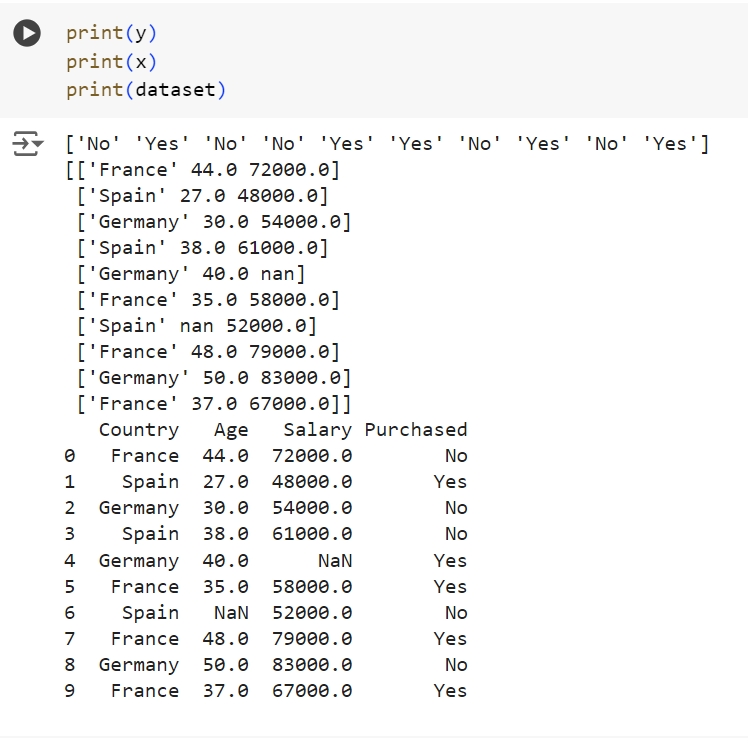 print(y)
print(x)
print(dataset)
['No' 'Yes' 'No' 'No' 'Yes' 'Yes' 'No' 'Yes' 'No' 'Yes']
[['France' 44.0 72000.0]
 ['Spain' 27.0 48000.0]
 ['Germany' 30.0 54000.0]
 ['Spain' 38.0 61000.0]
 ['Germany' 40.0 nan]
 ['France' 35.0 58000.0]
 ['Spain' nan 52000.0]
 ['France' 48.0 79000.0]
 ['Germany' 50.0 83000.0]
 ['France' 37.0 67000.0]]
   Country   Age   Salary Purchased
0   France  44.0  72000.0        No
1    Spain  27.0  48000.0       Yes
2  Germany  30.0  54000.0        No
3    Spain  38.0  61000.0        No
4  Germany  40.0      NaN       Yes
5   France  35.0  58000.0       Yes
6    Spain   NaN  52000.0        No
7   France  48.0  79000.0       Yes
8  Germany  50.0  83000.0        No
9   France  37.0  67000.0       Yes